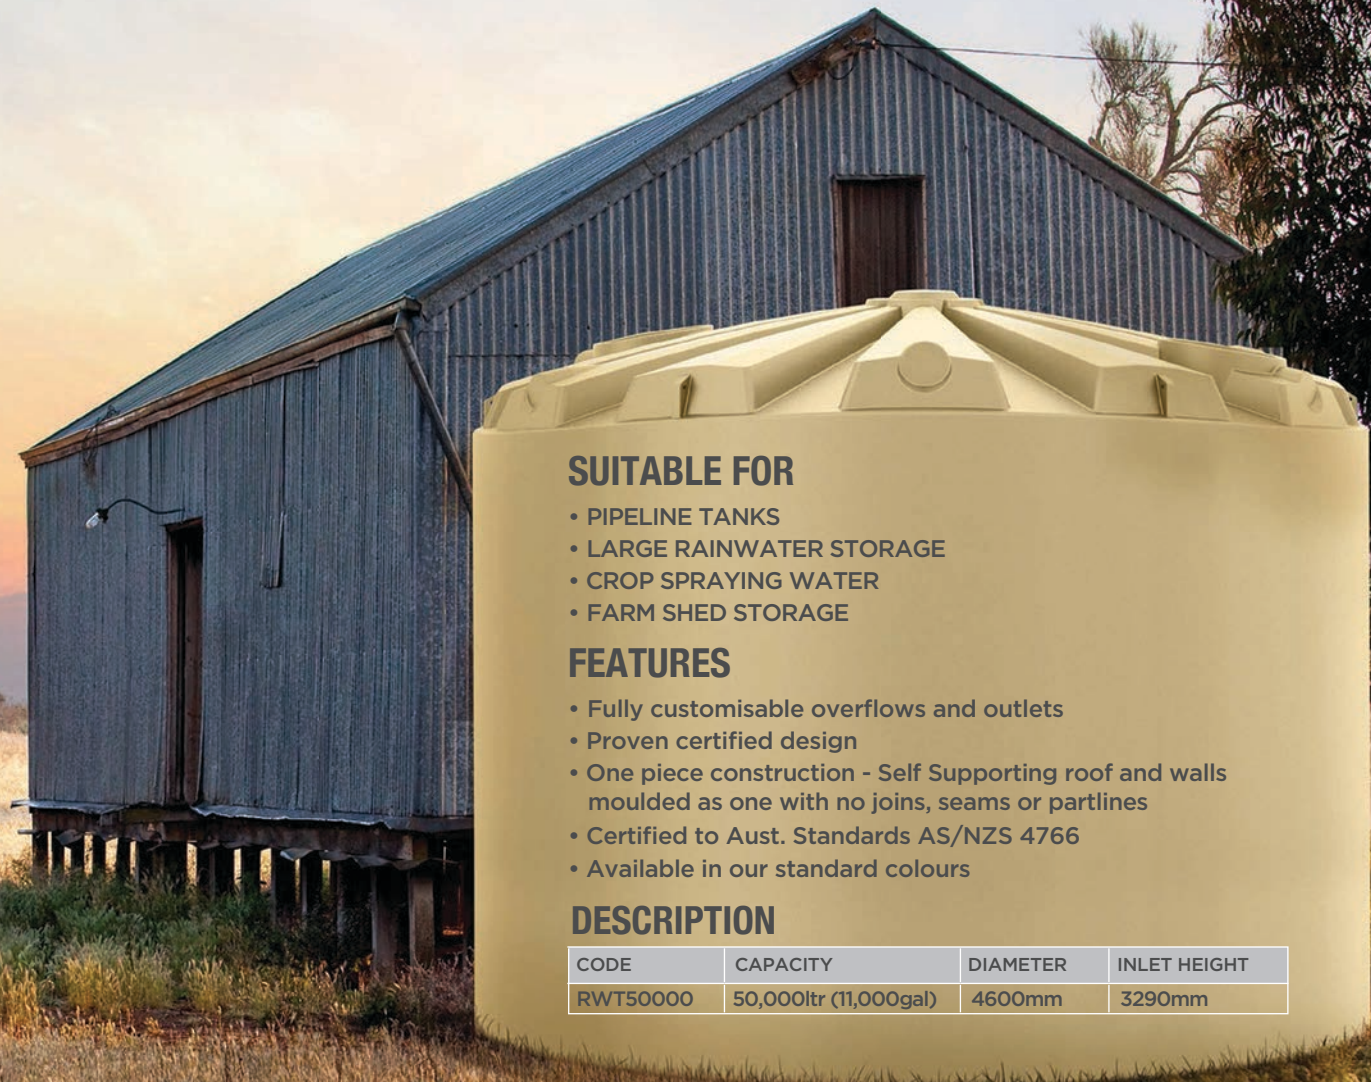 SUITABLE FOR
• PIPELINE TANKS
• LARGE RAINWATER STORAGE
• CROP SPRAYING WATER
• FARM SHED STORAGE
FEATURES
• Fully customisable overflows and outlets
• Proven certified design
• One piece construction - Self Supporting roof and walls
moulded as one with no joins, seams or partlines
• Certified to Aust. Standards AS/NZS 4766
• Available in our standard colours
DESCRIPTION
CODE CAPACITY DIAMETER INLET HEIGHT
RWT50000 50,000ltr (11,000gal) 4600mm 3290mm